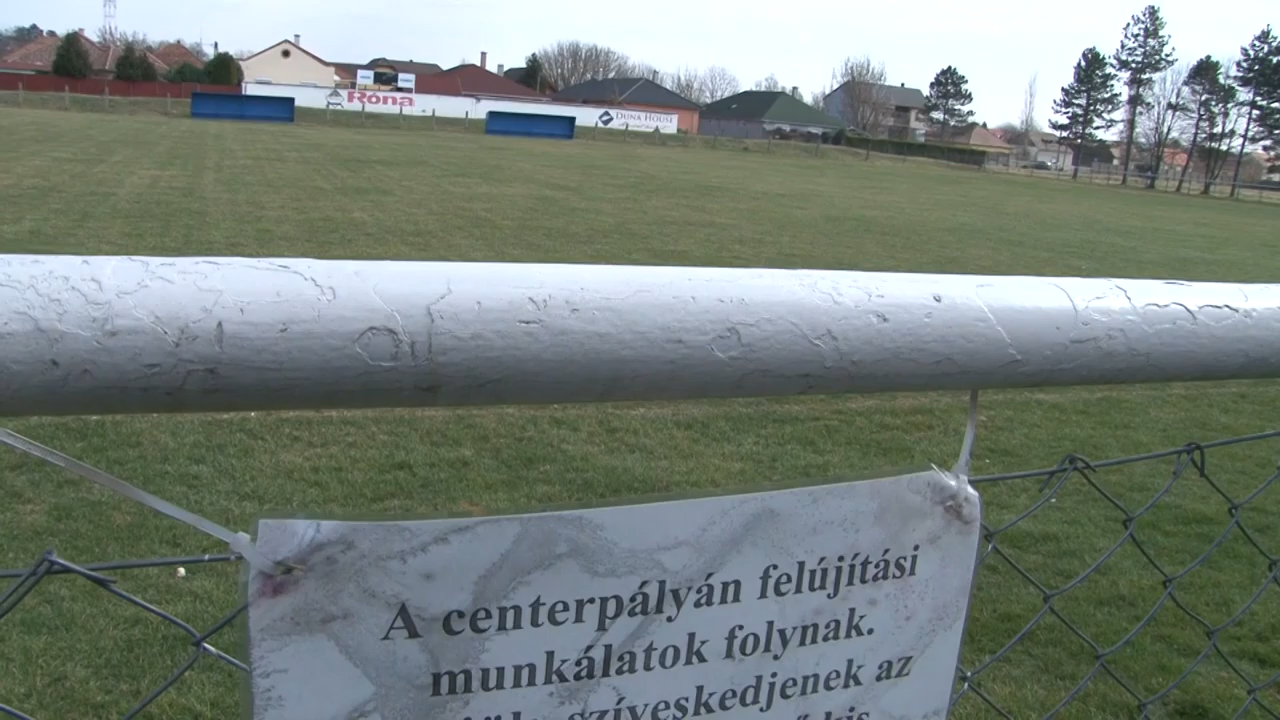 Róna
DUNA HOUSE
A centerpályán felújítási
munkálatok folynak.
szíveskedjenek az